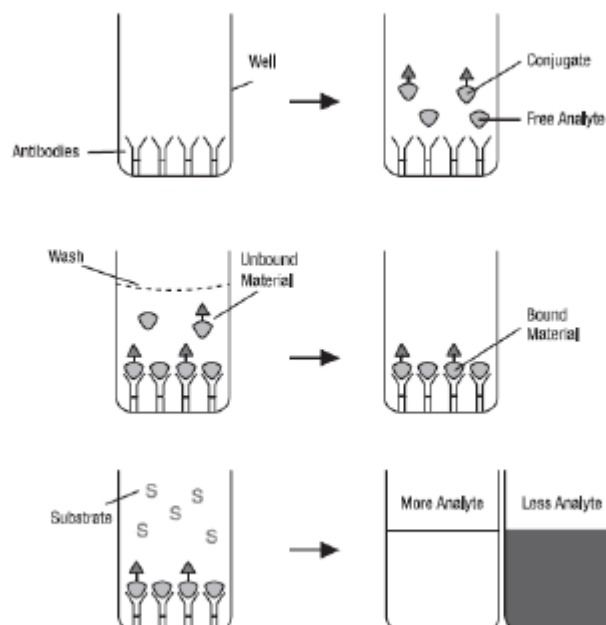 Well
Antibodies
Conjugate
Free Analyte
Wash
Unbound
Material
Bound
Material
Substrate
S
S
S
S
S
More Analyte
Less Analyte